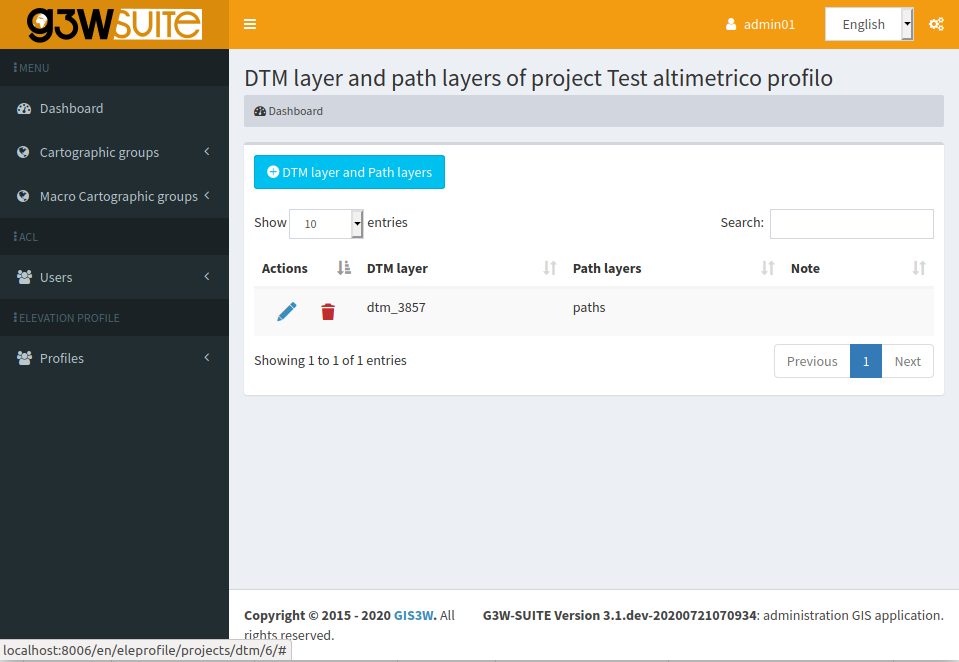 g3wSUITE
admin01
English
MENU
Dashboard
Cartographic groups
Macro Cartographic groups
ACL
Users
ELEVATION PROFILE
Profiles
DTM layer and path layers of project Test altimetrico profilo
Dashboard
DTM layer and Path layers
Show 10 entries
Search:
Actions DTM layer Path layers Note
dtm_3857 paths
Showing 1 to 1 of 1 entries
Previous 1 Next
Copyright © 2015 - 2020 GIS3W. All
rights reserved.
G3W-SUITE Version 3.1.dev-20200721070934: administration GIS application.
localhost:8006/en/eleprofile/projects/dtm/6/#